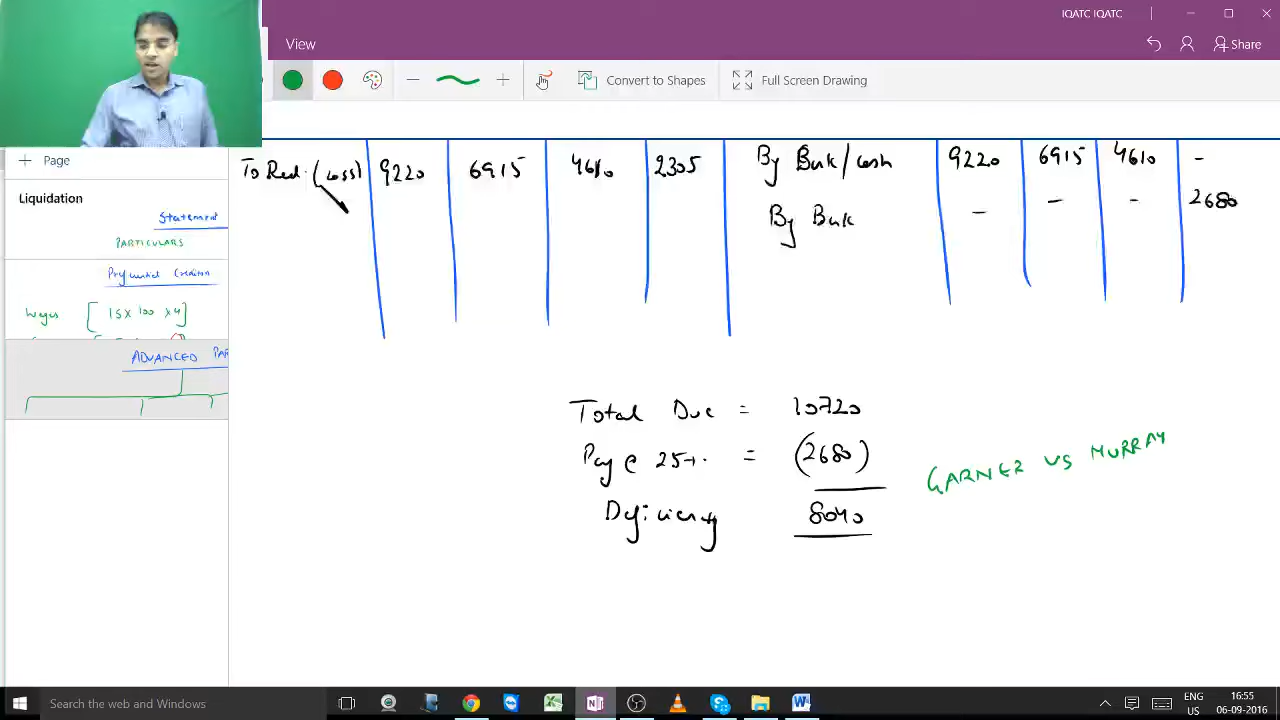 IQATC IQATC
View
Share
Convert to Shapes
Full Screen Drawing
Page
Liquidation
Statement
PARTICULARS
Preferential Creditors
Wages [15 x 100 x 4]
ADVANCED PAR
To Real. (loss) 9220 6915 4610 2305 By Bank/cash 9220 6915 4610 -
By Bank - - - 2680
Total Due = 10720
Pay @ 25% = (2680)
Deficiency 8040
GARNER VS MURRAY
Search the web and Windows
ENG
US
16:55
06-09-2016